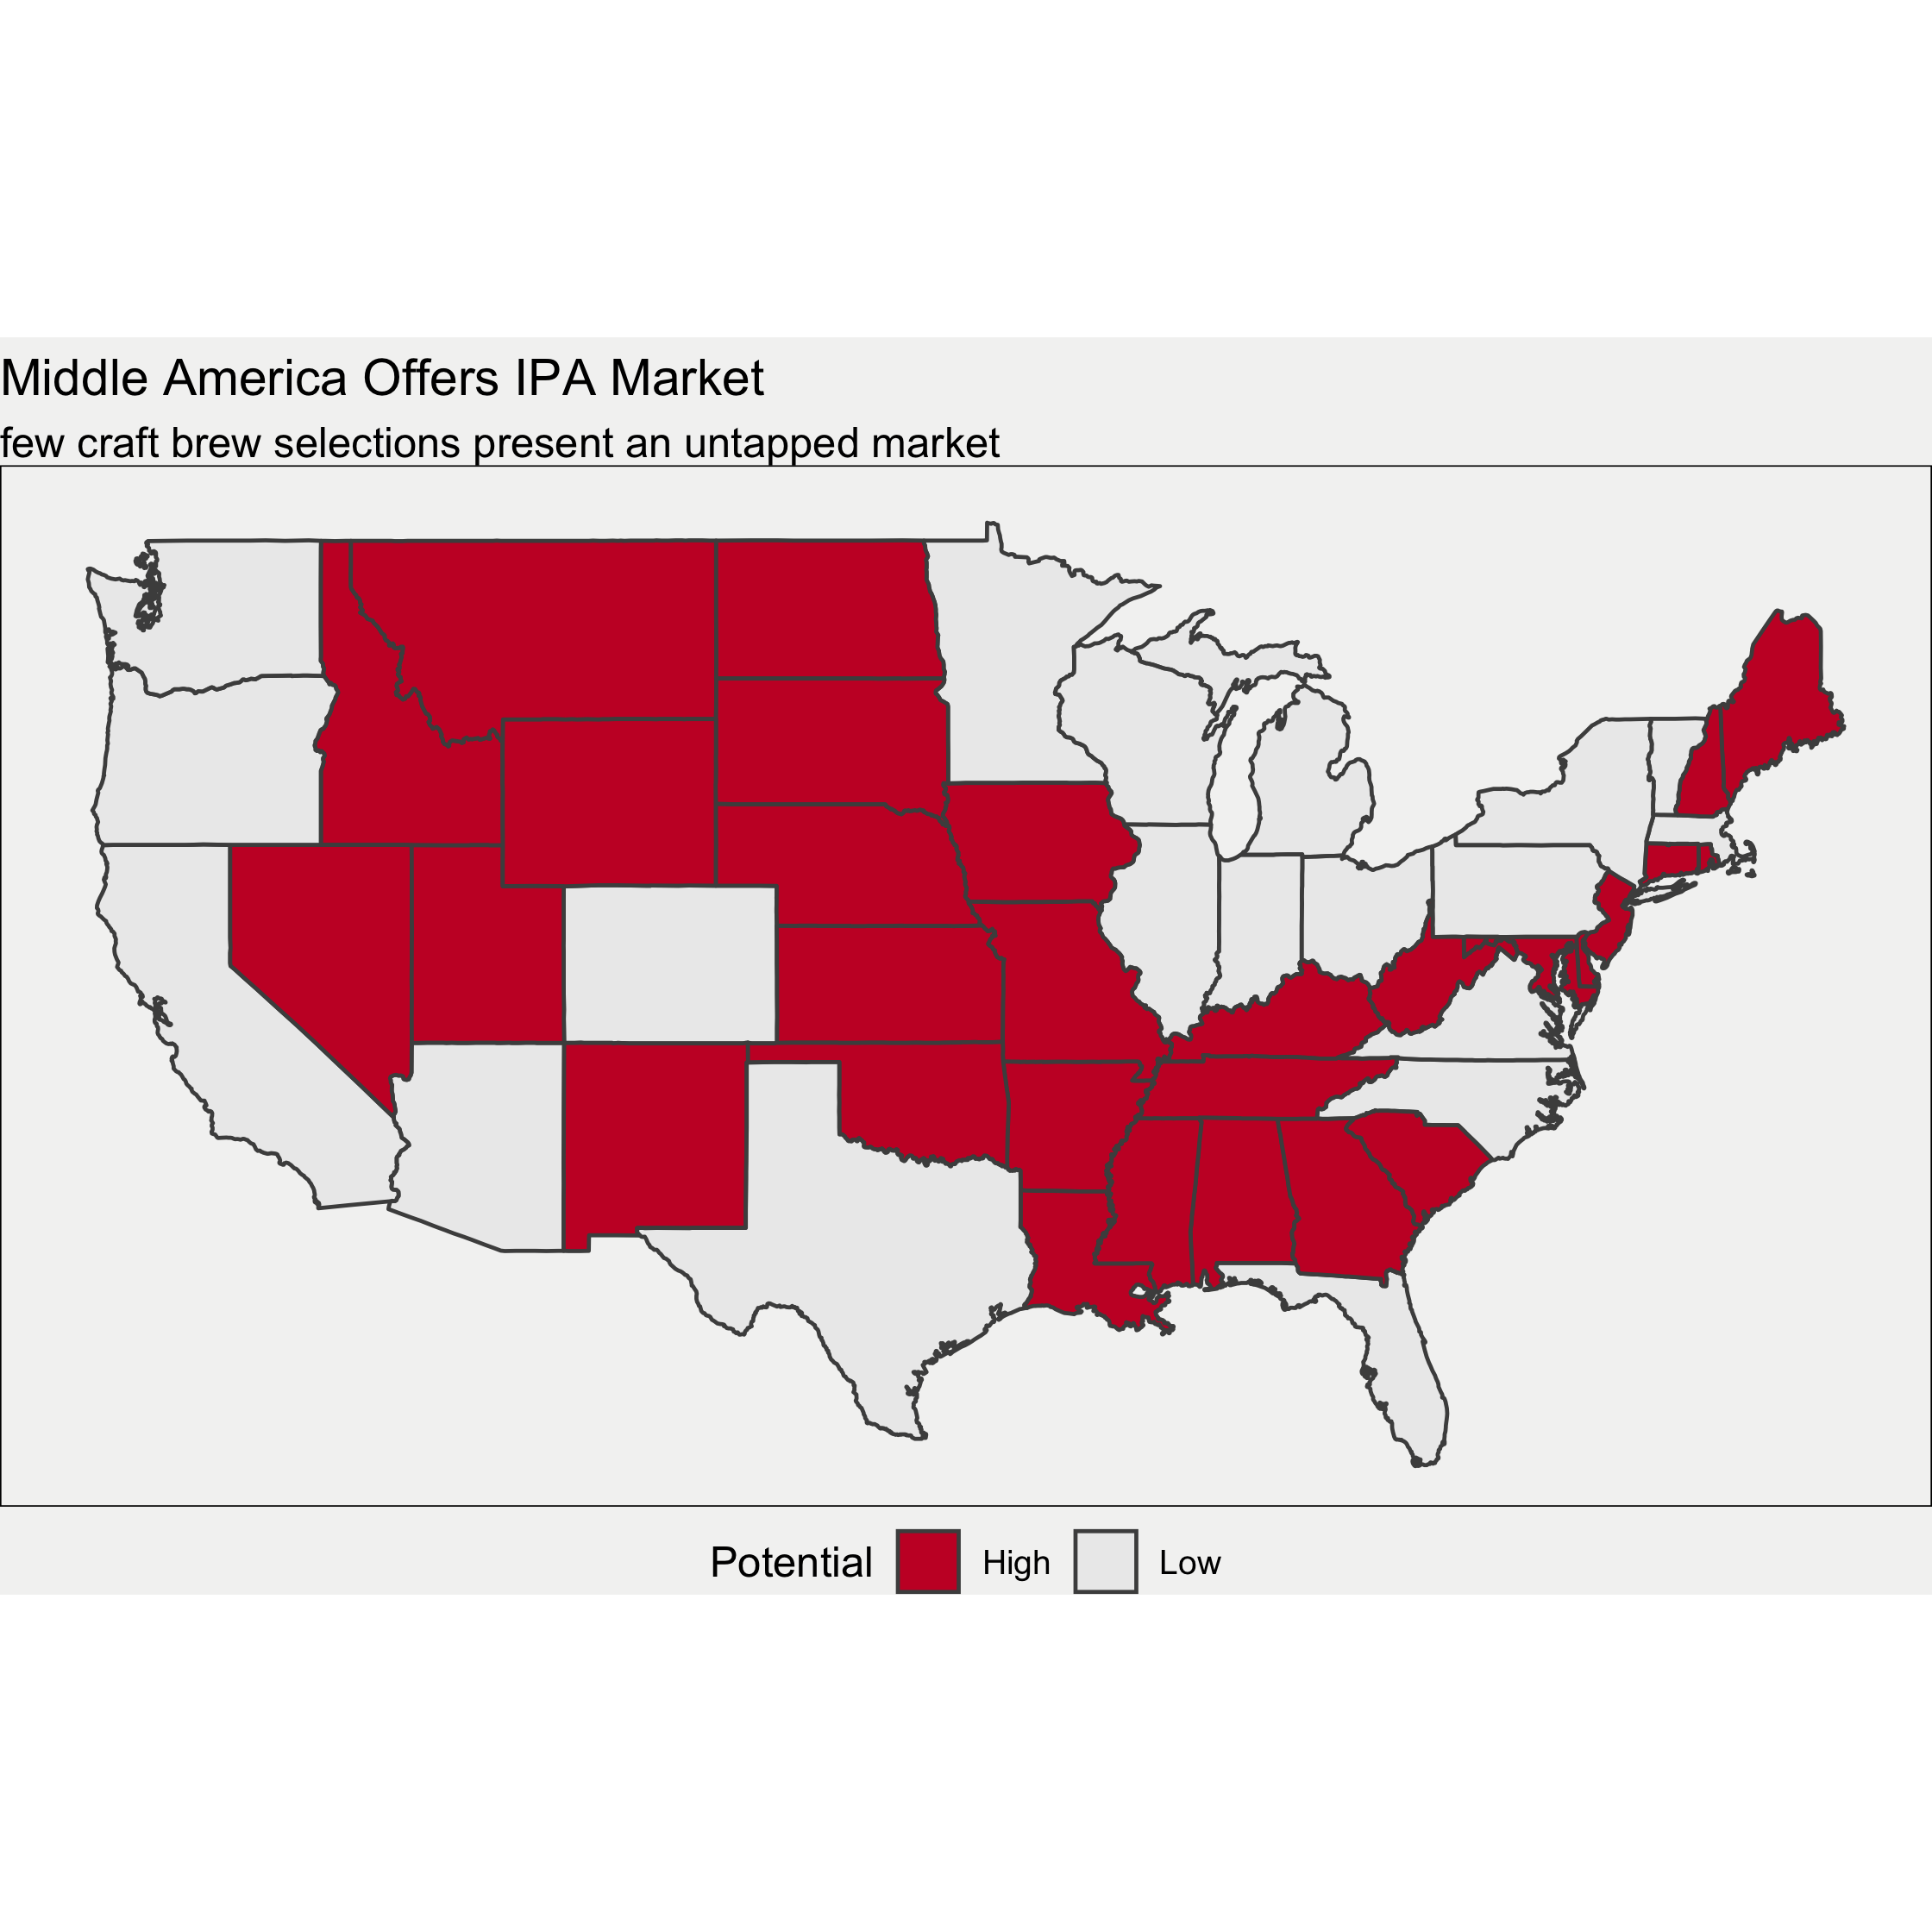 Middle America Offers IPA Market
few craft brew selections present an untapped market
Potential High Low